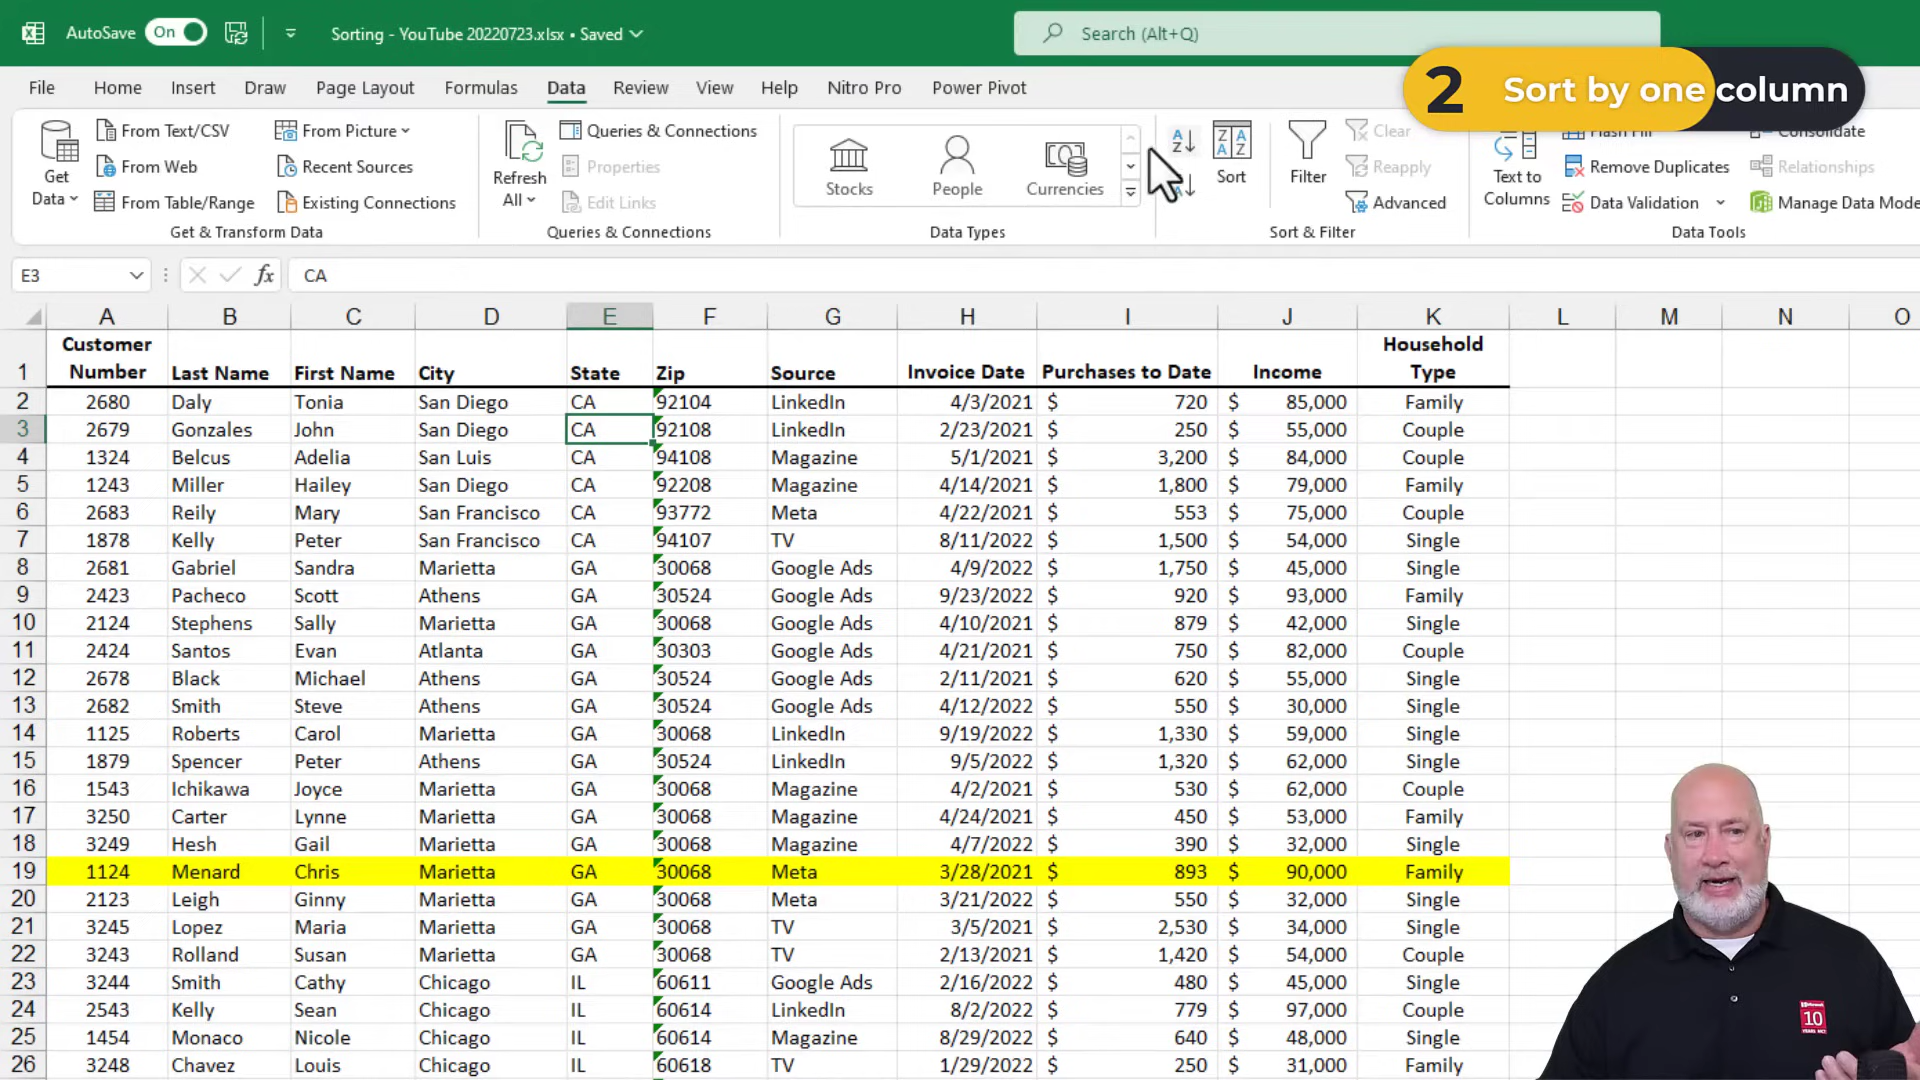 AutoSave On Sorting - YouTube 20220723.xlsx • Saved Search (Alt+Q)
2 Sort by one column
File Home Insert Draw Page Layout Formulas Data Review View Help Nitro Pro Power Pivot
Get Data
From Text/CSV
From Web
From Table/Range
From Picture
Recent Sources
Existing Connections
Get & Transform Data
Refresh All
Queries & Connections
Properties
Edit Links
Queries & Connections
Stocks People Currencies
Data Types
Sort
Filter
Clear
Reapply
Advanced
Sort & Filter
Text to Columns
Flash Fill
Remove Duplicates
Data Validation
Consolidate
Relationships
Manage Data Mode
Data Tools
E3 fx CA
A B C D E F G H I J K L M N O
1 Customer Number Last Name First Name City State Zip Source Invoice Date Purchases to Date Income Household Type
2 2680 Daly Tonia San Diego CA 92104 LinkedIn 4/3/2021 $ 720 $ 85,000 Family
3 2679 Gonzales John San Diego CA 92108 LinkedIn 2/23/2021 $ 250 $ 55,000 Couple
4 1324 Belcus Adelia San Luis CA 94108 Magazine 5/1/2021 $ 3,200 $ 84,000 Couple
5 1243 Miller Hailey San Diego CA 92208 Magazine 4/14/2021 $ 1,800 $ 79,000 Family
6 2683 Reily Mary San Francisco CA 93772 Meta 4/22/2021 $ 553 $ 75,000 Couple
7 1878 Kelly Peter San Francisco CA 94107 TV 8/11/2022 $ 1,500 $ 54,000 Single
8 2681 Gabriel Sandra Marietta GA 30068 Google Ads 4/9/2022 $ 1,750 $ 45,000 Single
9 2423 Pacheco Scott Athens GA 30524 Google Ads 9/23/2022 $ 920 $ 93,000 Family
10 2124 Stephens Sally Marietta GA 30068 Google Ads 4/10/2021 $ 879 $ 42,000 Single
11 2424 Santos Evan Atlanta GA 30303 Google Ads 4/21/2021 $ 750 $ 82,000 Couple
12 2678 Black Michael Athens GA 30524 Google Ads 2/11/2021 $ 620 $ 55,000 Single
13 2682 Smith Steve Athens GA 30524 Google Ads 4/12/2022 $ 550 $ 30,000 Single
14 1125 Roberts Carol Marietta GA 30068 LinkedIn 9/19/2022 $ 1,330 $ 59,000 Single
15 1879 Spencer Peter Athens GA 30524 LinkedIn 9/5/2022 $ 1,320 $ 62,000 Single
16 1543 Ichikawa Joyce Marietta GA 30068 Magazine 4/2/2021 $ 530 $ 62,000 Couple
17 3250 Carter Lynne Marietta GA 30068 Magazine 4/24/2021 $ 450 $ 53,000 Family
18 3249 Hesh Gail Marietta GA 30068 Magazine 4/7/2022 $ 390 $ 32,000 Single
19 1124 Menard Chris Marietta GA 30068 Meta 3/28/2021 $ 893 $ 90,000 Family
20 2123 Leigh Ginny Marietta GA 30068 Meta 3/21/2022 $ 550 $ 32,000 Single
21 3245 Lopez Maria Marietta GA 30068 TV 3/5/2021 $ 2,530 $ 34,000 Single
22 3243 Rolland Susan Marietta GA 30068 TV 2/13/2021 $ 1,420 $ 54,000 Couple
23 3244 Smith Cathy Chicago IL 60611 Google Ads 2/16/2022 $ 480 $ 45,000 Single
24 2543 Kelly Sean Chicago IL 60614 LinkedIn 8/2/2022 $ 779 $ 97,000 Couple
25 1454 Monaco Nicole Chicago IL 60614 Magazine 8/29/2022 $ 640 $ 48,000 Single
26 3248 Chavez Louis Chicago IL 60618 TV 1/29/2022 $ 250 $ 31,000 Family
10